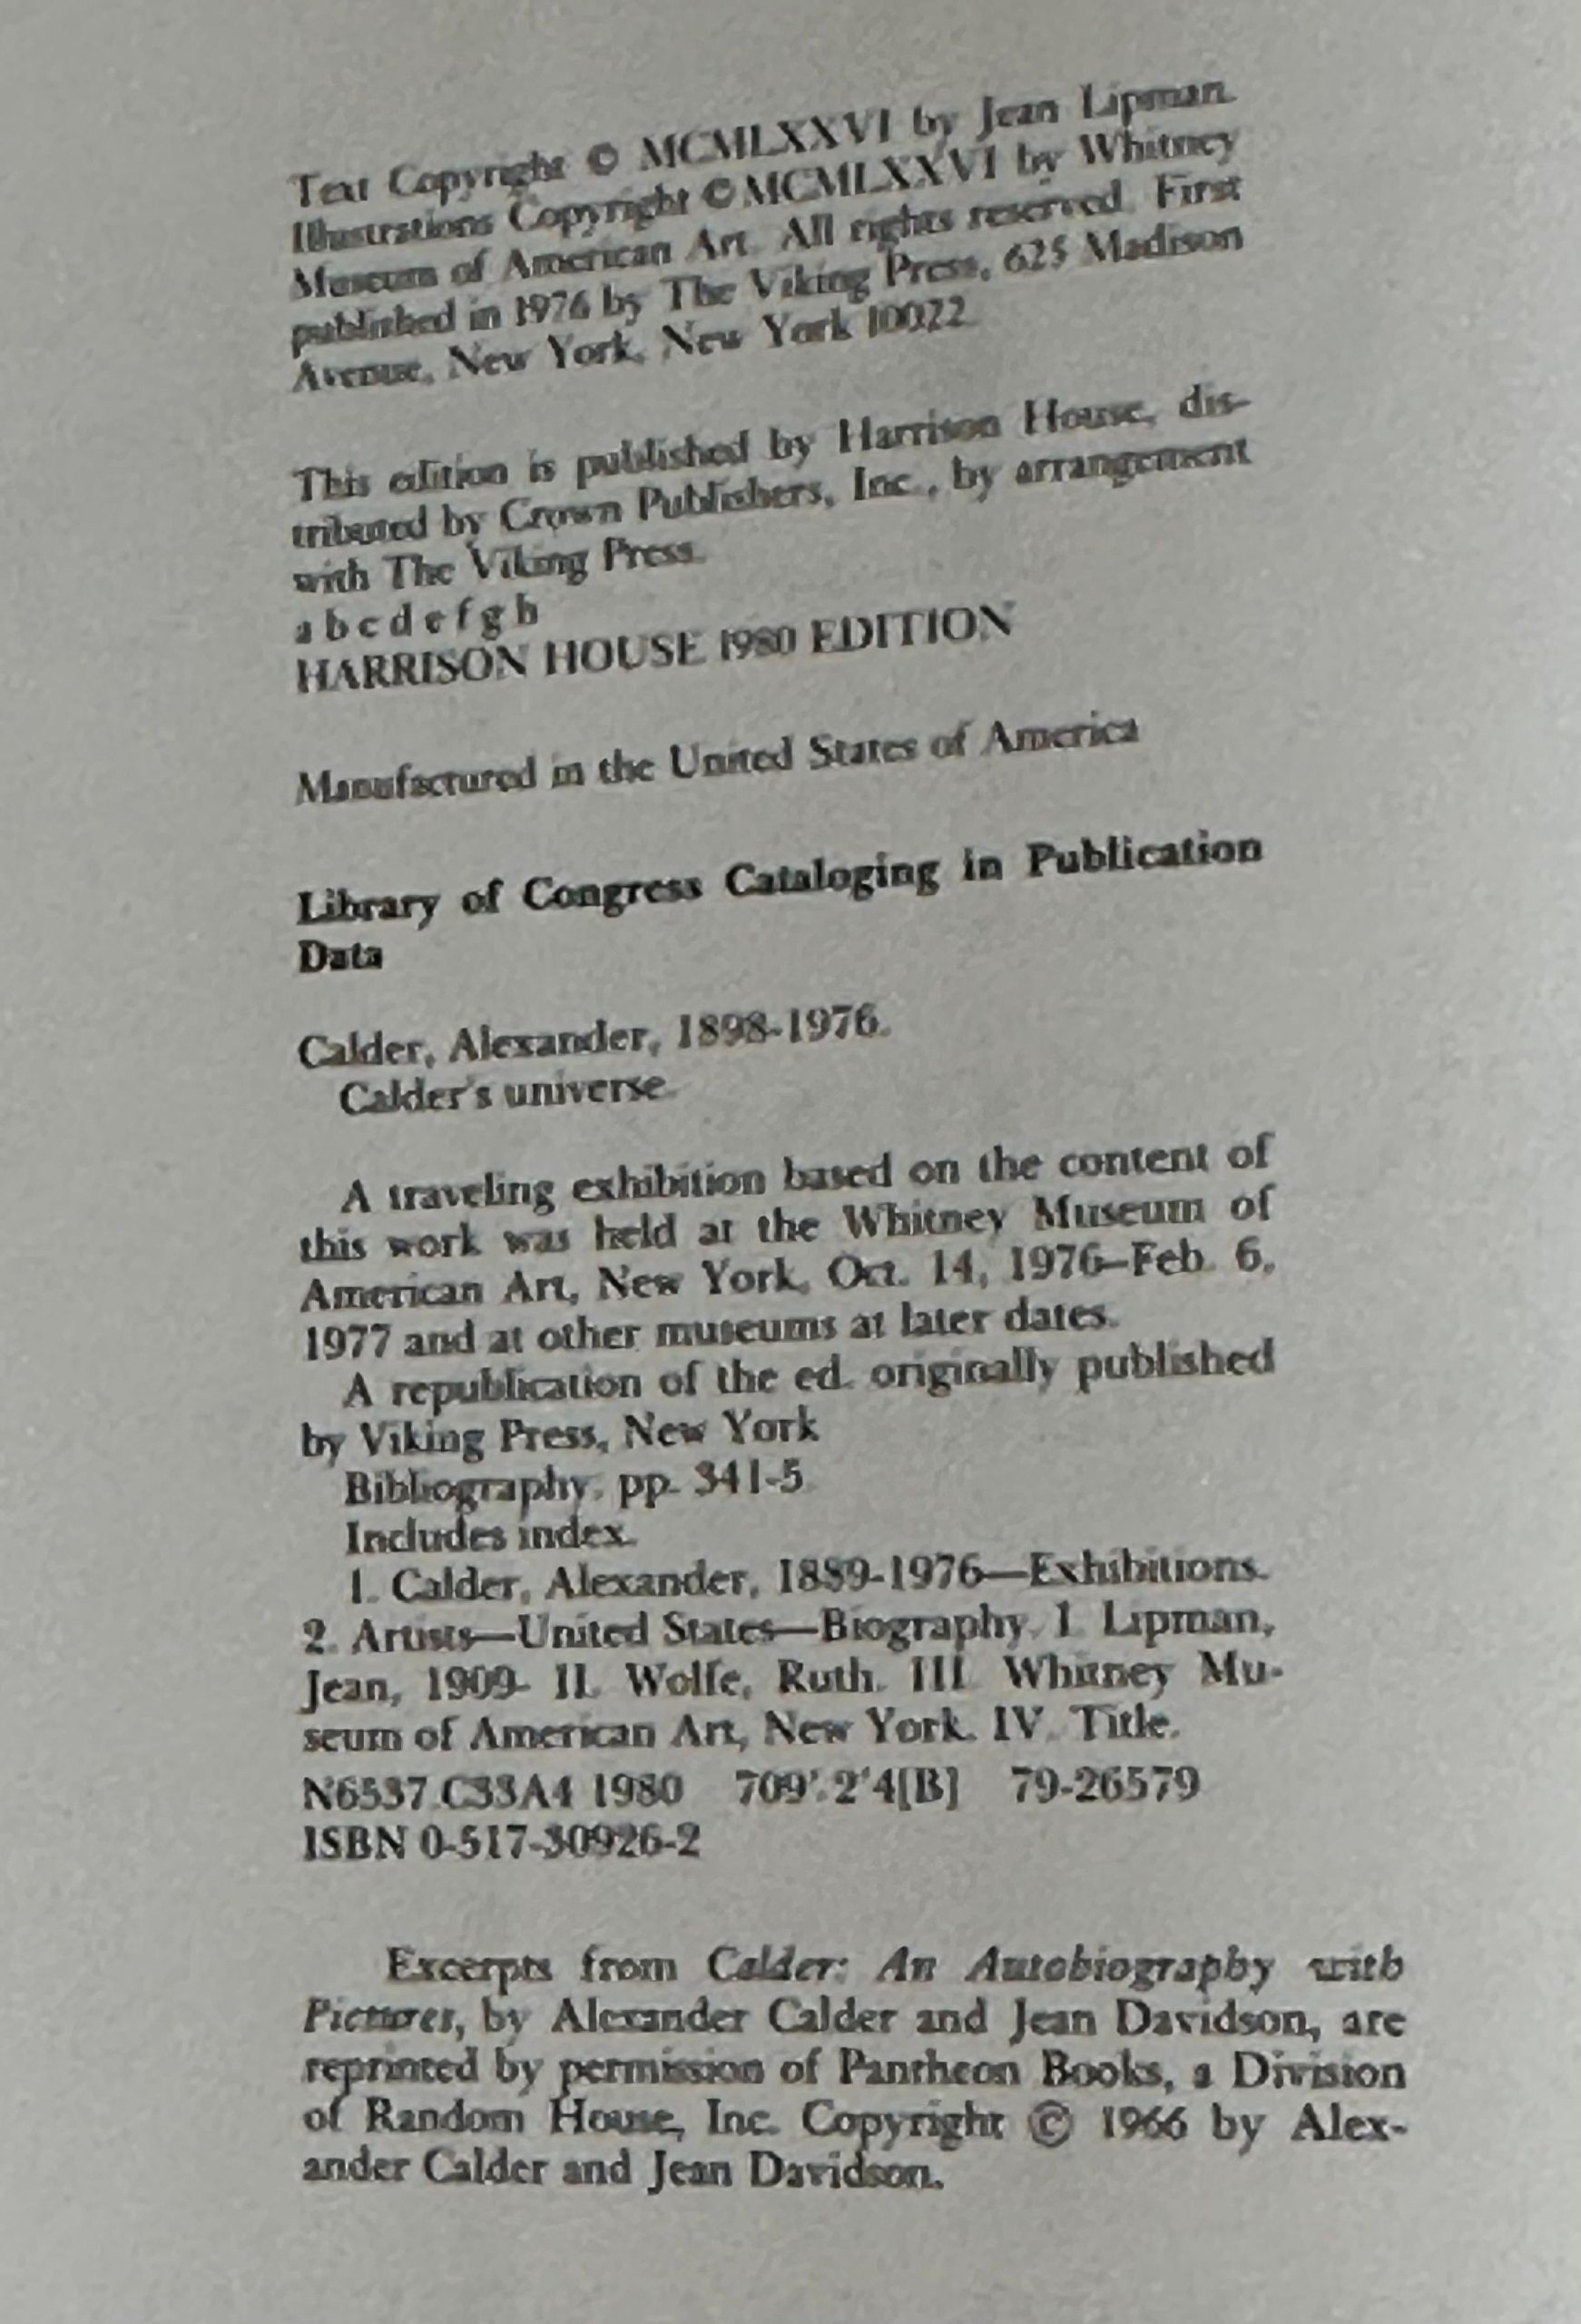 Text Copyright © MCMLXXVI by Jean Lipman.
Illustrations Copyright © MCMLXXVI by Whitney
Museum of American Art. All rights reserved. First
published in 1976 by The Viking Press, 625 Madison
Avenue, New York, New York 10022.
This edition is published by Harrison House, dis-
tributed by Crown Publishers, Inc., by arrangement
with The Viking Press.
a b c d e f g h
HARRISON HOUSE 1980 EDITION
Manufactured in the United States of America
Library of Congress Cataloging in Publication
Data
Calder, Alexander, 1898-1976.
Calder's universe.
A traveling exhibition based on the content of
this work was held at the Whitney Museum of
American Art, New York, Oct. 14, 1976–Feb. 6,
1977 and at other museums at later dates.
A republication of the ed. originally published
by Viking Press, New York
Bibliography, pp. 341-5
Includes index.
1. Calder, Alexander, 1889-1976—Exhibitions.
2. Artists—United States—Biography. I. Lipman,
Jean, 1909- II. Wolfe, Ruth. III. Whitney Mu-
seum of American Art, New York. IV. Title.
N6537.C33A4 1980 709'.2'4[B] 79-26579
ISBN 0-517-30926-2
Excerpts from Calder: An Autobiography with
Pictures, by Alexander Calder and Jean Davidson, are
reprinted by permission of Pantheon Books, a Division
of Random House, Inc. Copyright © 1966 by Alex-
ander Calder and Jean Davidson.